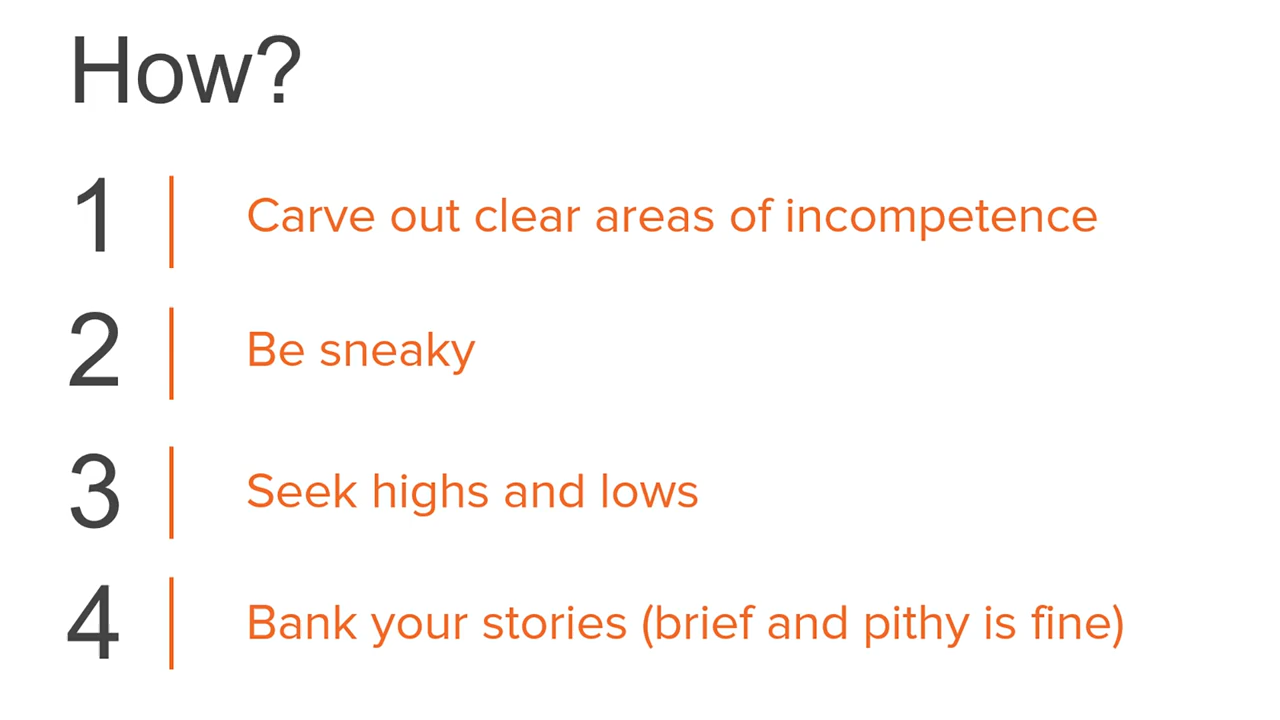 How?
1 Carve out clear areas of incompetence
2 Be sneaky
3 Seek highs and lows
4 Bank your stories (brief and pithy is fine)